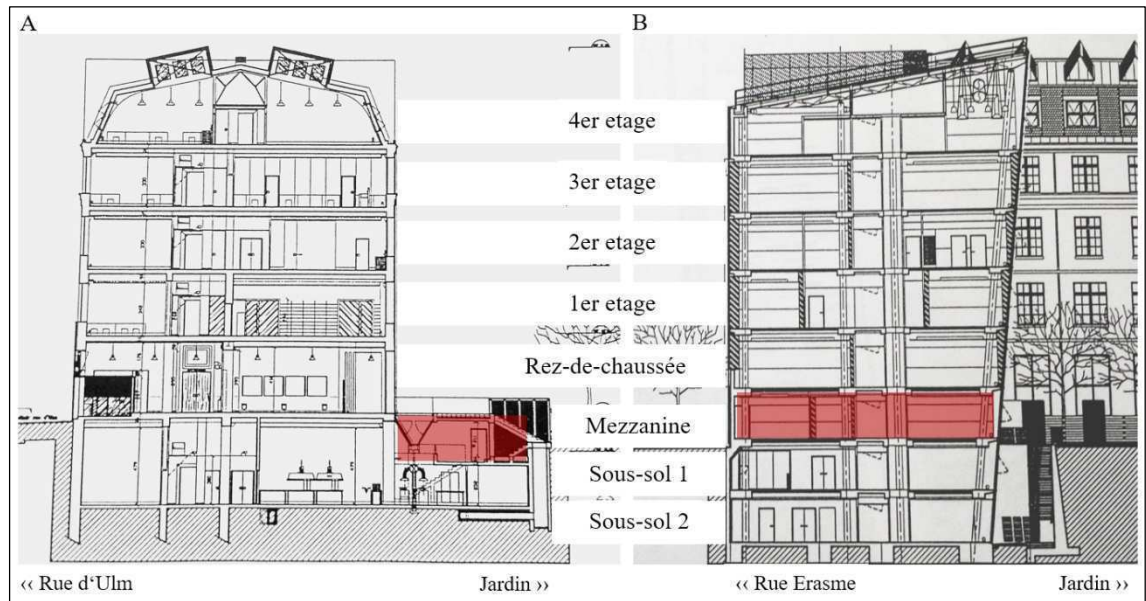 A
B
4er etage
3er etage
2er etage
1er etage
Rez-de-chaussée
Mezzanine
Sous-sol 1
Sous-sol 2
‹‹ Rue d‘Ulm
Jardin ››
‹‹ Rue Erasme
Jardin ››